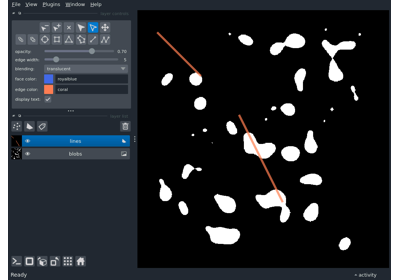 File View Plugins Window Help
opacity: 0.70
edge width: 5
blending: translucent
face color: royalblue
edge color: coral
display text: ✓
lines
blobs
Ready
activity